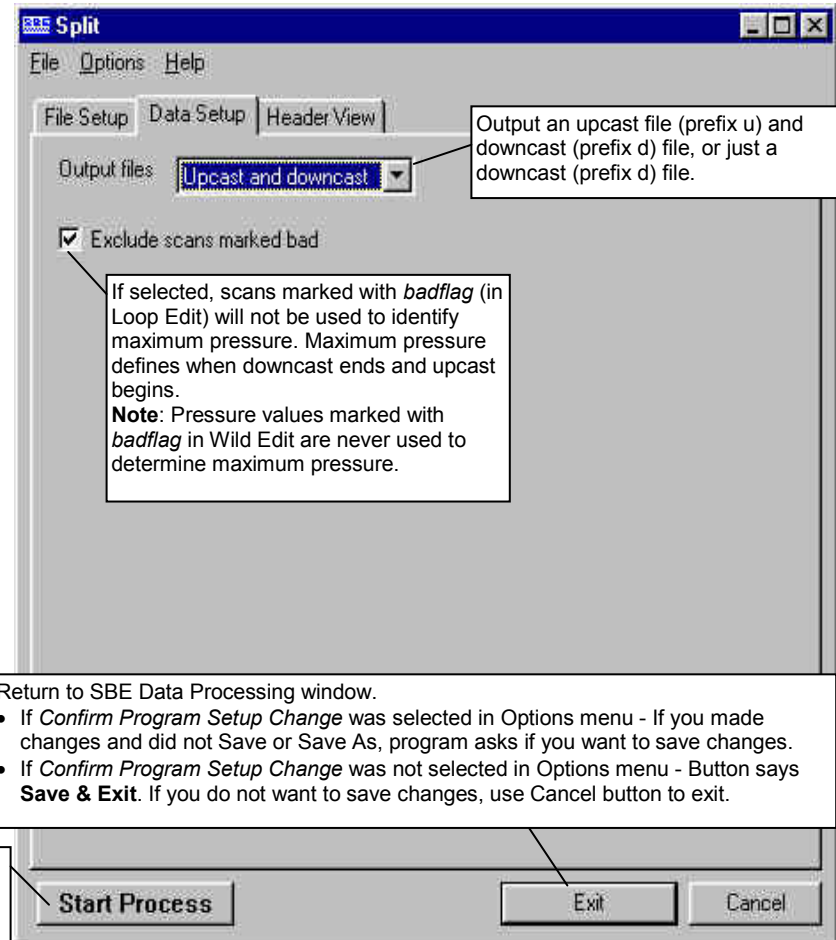 SBE Split
File Options Help
File Setup Data Setup Header View
Output an upcast file (prefix u) and
downcast (prefix d) file, or just a
downcast (prefix d) file.
Output files Upcast and downcast
Exclude scans marked bad
If selected, scans marked with badflag (in
Loop Edit) will not be used to identify
maximum pressure. Maximum pressure
defines when downcast ends and upcast
begins.
Note: Pressure values marked with
badflag in Wild Edit are never used to
determine maximum pressure.
Return to SBE Data Processing window.
• If Confirm Program Setup Change was selected in Options menu - If you made
changes and did not Save or Save As, program asks if you want to save changes.
• If Confirm Program Setup Change was not selected in Options menu - Button says
Save & Exit. If you do not want to save changes, use Cancel button to exit.
Start Process Exit Cancel